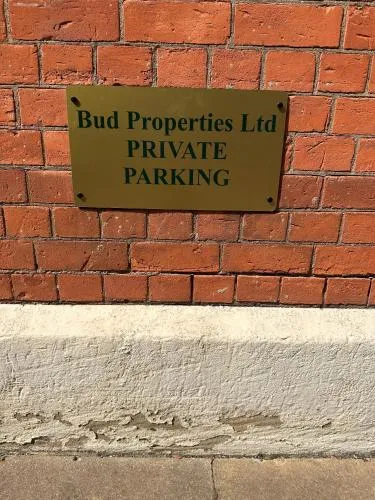 Bud Properties Ltd
PRIVATE
PARKING